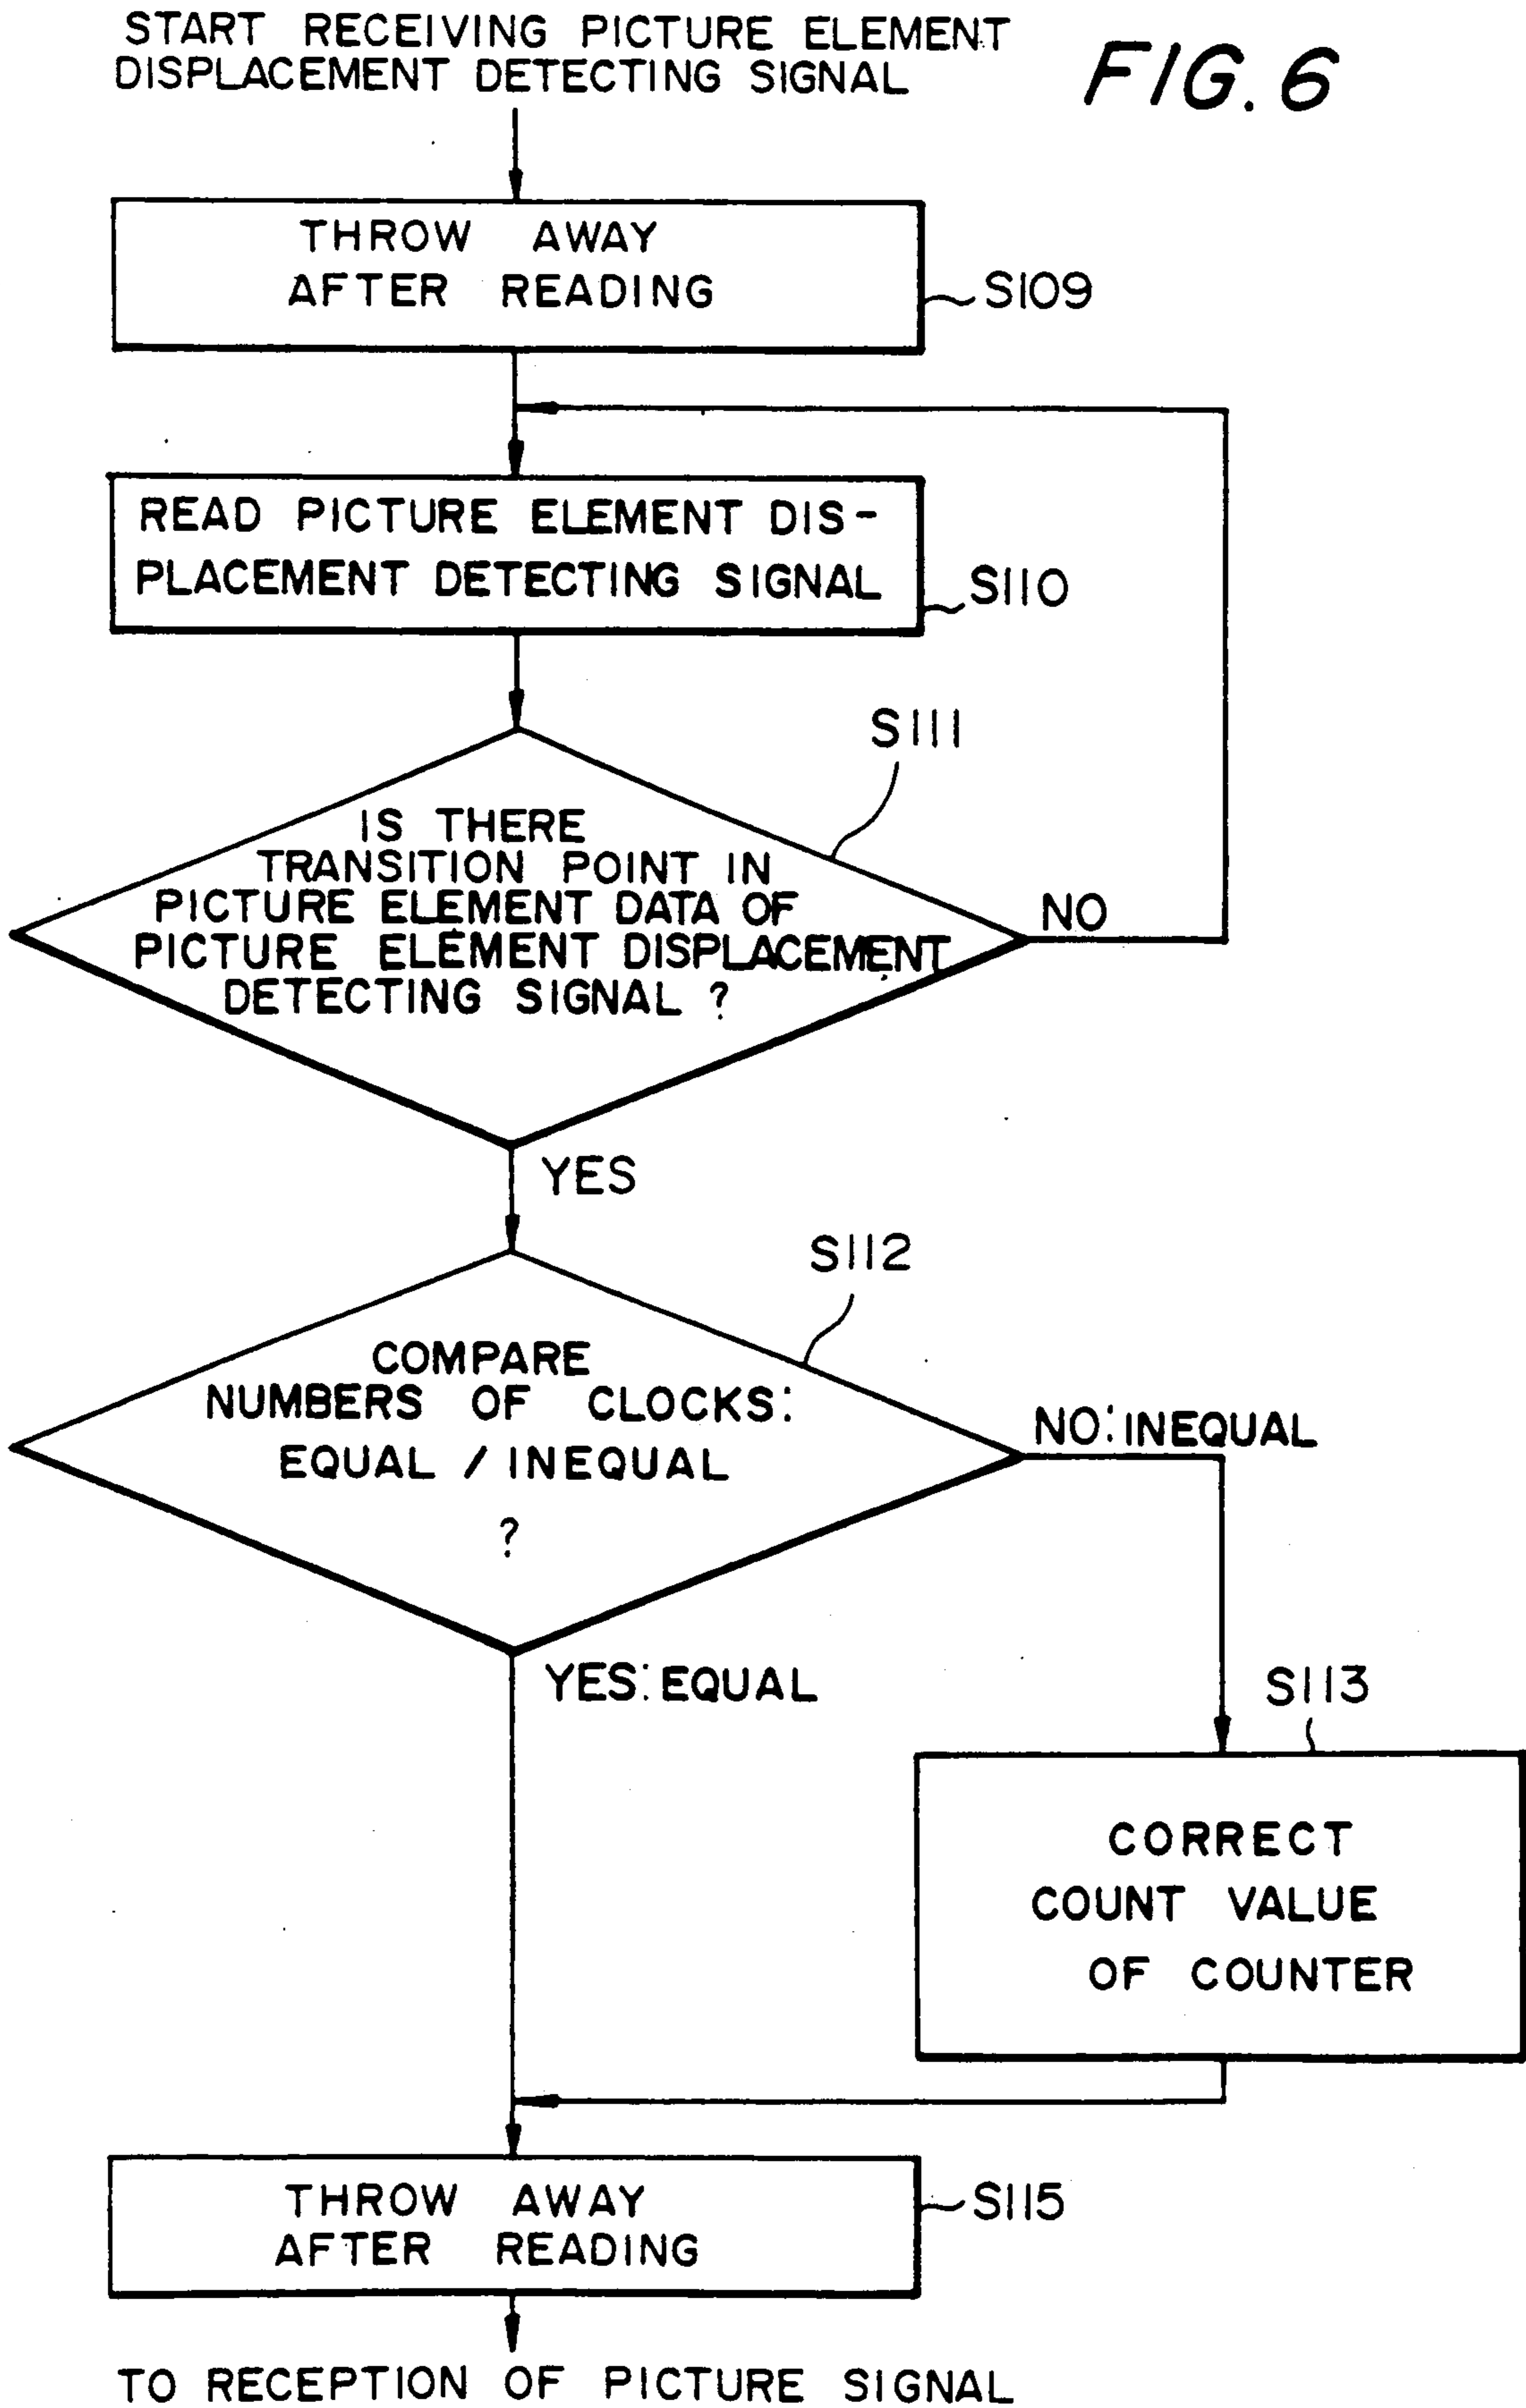 START RECEIVING PICTURE ELEMENT
DISPLACEMENT DETECTING SIGNAL
FIG. 6
THROW AWAY
AFTER READING
S109
READ PICTURE ELEMENT DIS-
PLACEMENT DETECTING SIGNAL
S110
S111
IS THERE
TRANSITION POINT IN
PICTURE ELEMENT DATA OF
PICTURE ELEMENT DISPLACEMENT
DETECTING SIGNAL ?
NO
YES
S112
COMPARE
NUMBERS OF CLOCKS:
EQUAL / INEQUAL
?
NO: INEQUAL
YES: EQUAL
S113
CORRECT
COUNT VALUE
OF COUNTER
THROW AWAY
AFTER READING
S115
TO RECEPTION OF PICTURE SIGNAL